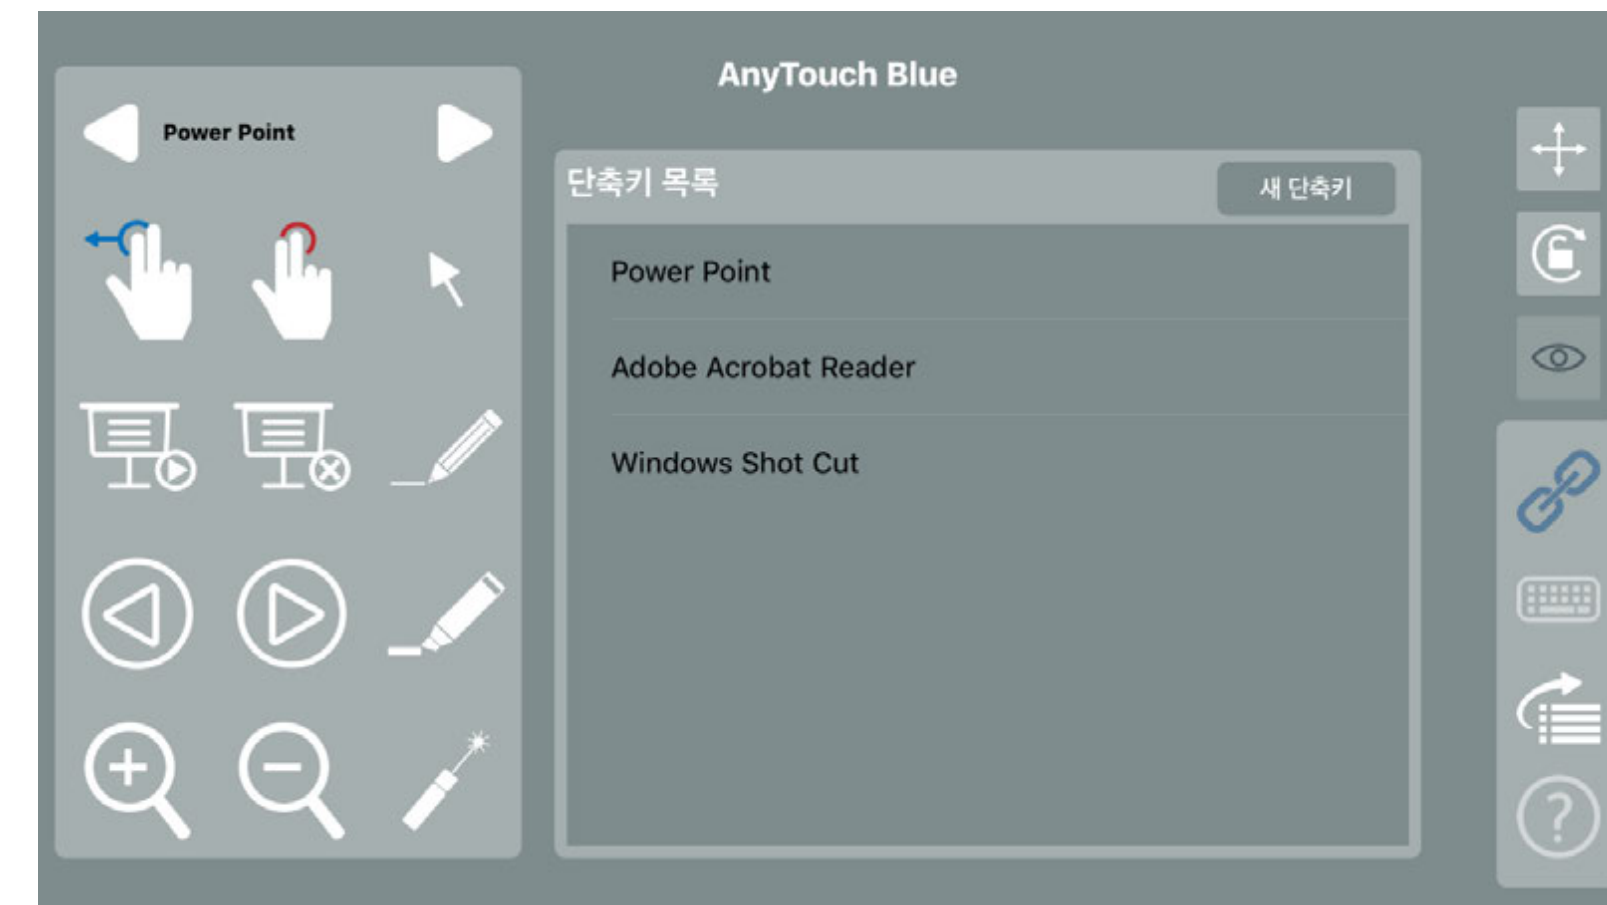 AnyTouch Blue
Power Point
단축키 목록
새 단축키
Power Point
Adobe Acrobat Reader
Windows Shot Cut